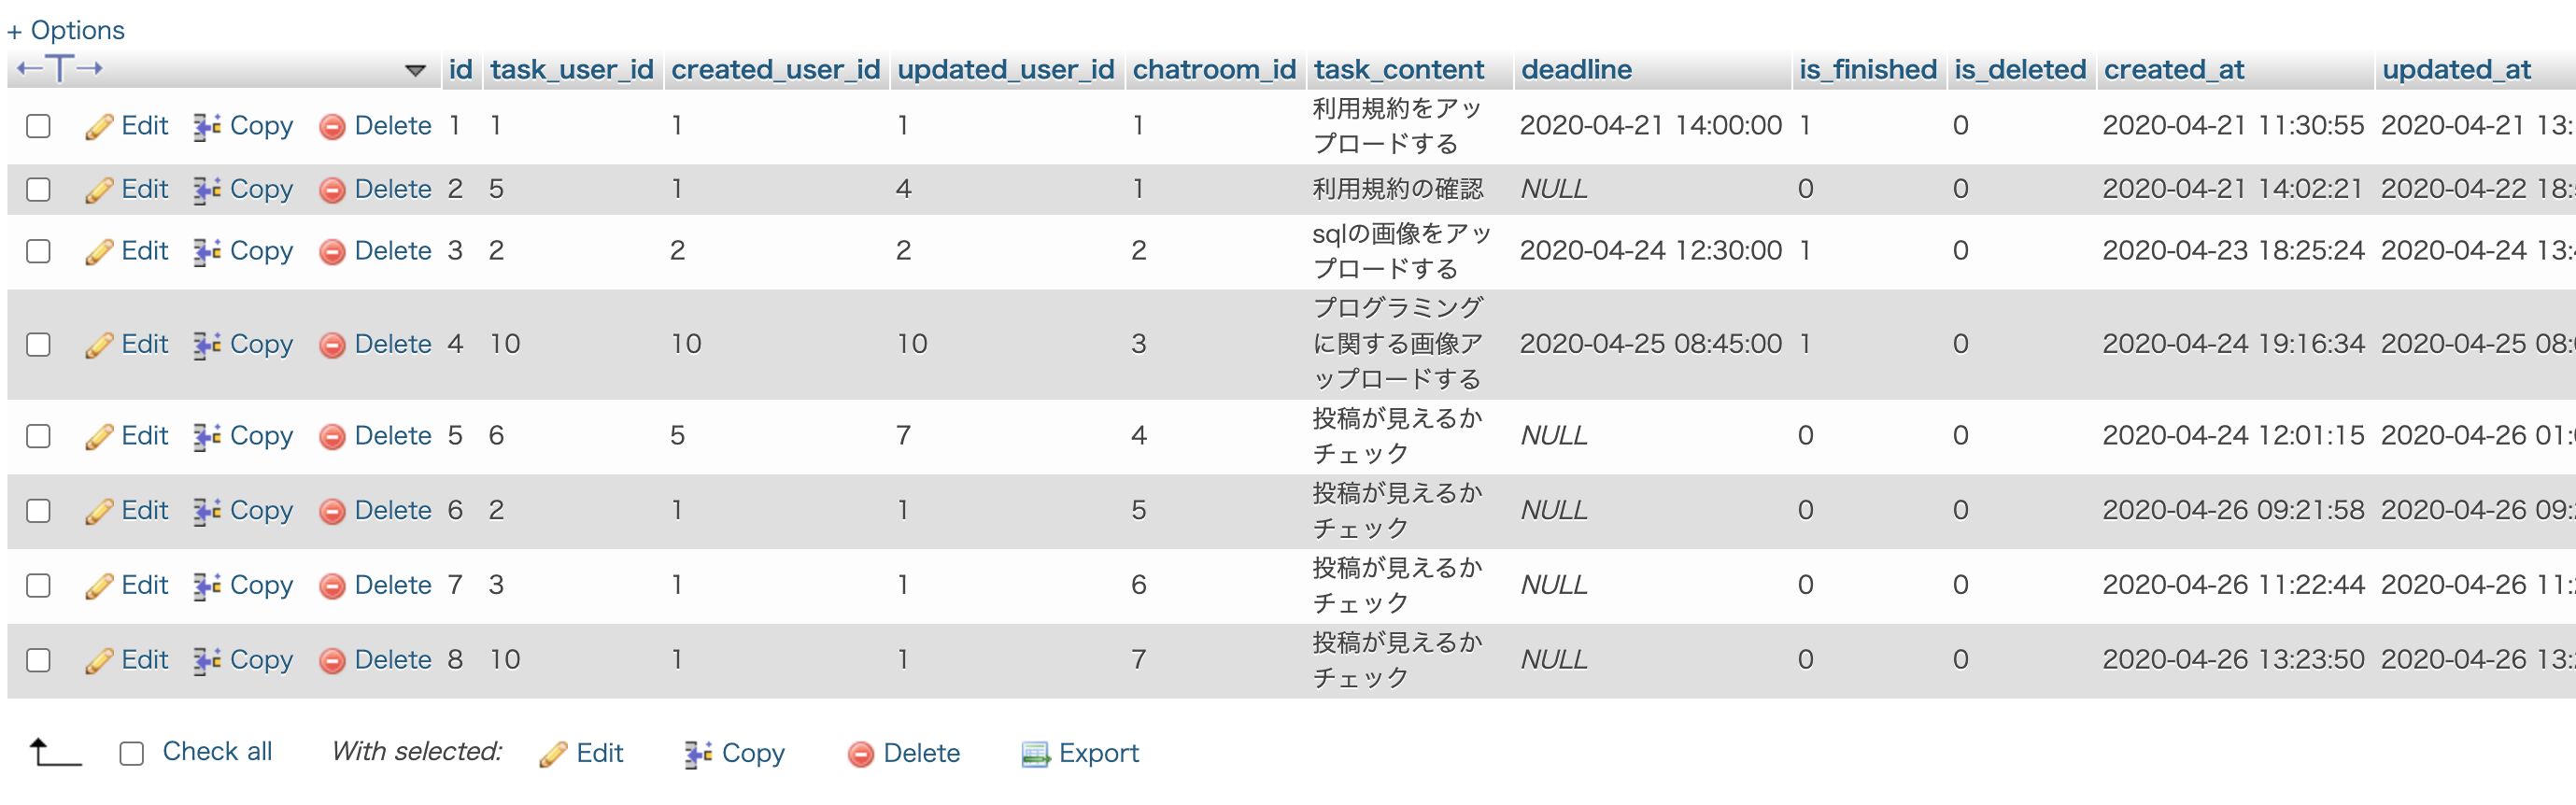 + Options
←T→ id task_user_id created_user_id updated_user_id chatroom_id task_content deadline is_finished is_deleted created_at updated_at
Edit Copy Delete 1 1 1 1 1 利用規約をアッ 2020-04-21 14:00:00 1 0 2020-04-21 11:30:55 2020-04-21 13:
プロードする
Edit Copy Delete 2 5 1 4 1 利用規約の確認 NULL 0 0 2020-04-21 14:02:21 2020-04-22 18:
Edit Copy Delete 3 2 2 2 2 sqlの画像をアッ 2020-04-24 12:30:00 1 0 2020-04-23 18:25:24 2020-04-24 13:
プロードする
プログラミング
Edit Copy Delete 4 10 10 10 3 に関する画像ア 2020-04-25 08:45:00 1 0 2020-04-24 19:16:34 2020-04-25 08:
ップロードする
Edit Copy Delete 5 6 5 7 4 投稿が見えるか NULL 0 0 2020-04-24 12:01:15 2020-04-26 01:
チェック
Edit Copy Delete 6 2 1 1 5 投稿が見えるか NULL 0 0 2020-04-26 09:21:58 2020-04-26 09:
チェック
Edit Copy Delete 7 3 1 1 6 投稿が見えるか NULL 0 0 2020-04-26 11:22:44 2020-04-26 11:
チェック
Edit Copy Delete 8 10 1 1 7 投稿が見えるか NULL 0 0 2020-04-26 13:23:50 2020-04-26 13:
チェック
Check all With selected: Edit Copy Delete Export